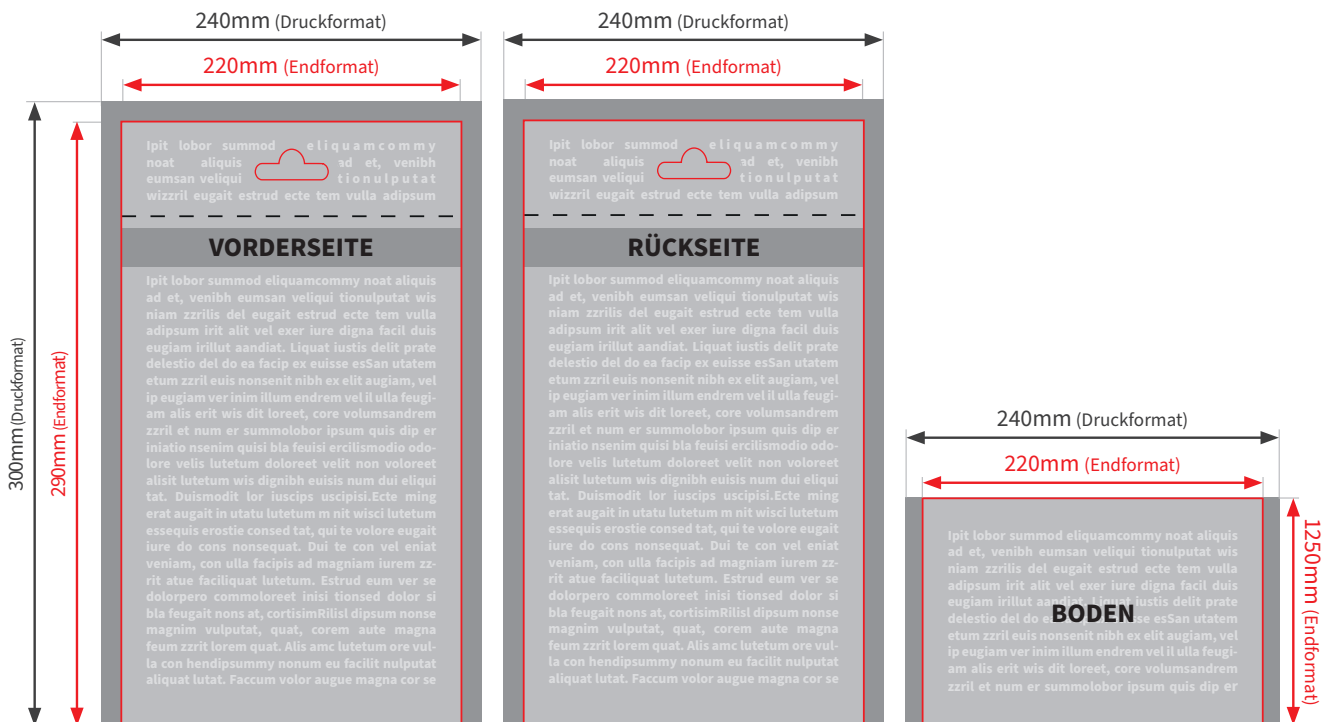 240mm (Druckformat)
220mm (Endformat)
300mm(Druckformat)
290mm (Endformat)
Ipit lobor summod eliquamcommy
noat aliquis ad et, venibh
eumsan veliqui tionulputat
wizzril eugait estrud ecte tem vulla adipsum
VORDERSEITE
Ipit lobor summod eliquamcommy noat aliquis
ad et, venibh eumsan veliqui tionulputat wis
niam zzrilis del eugait estrud ecte tem vulla
adipsum irit alit vel exer iure digna facil duis
eugiam irillut aandiat. Liquat iustis delit prate
delestio del do ea facip ex euisse esSan utatem
etum zzril euis nonsenit nibh ex elit augiam, vel
ip eugiam ver inim illum endrem vel il ulla feugi-
am alis erit wis dit loreet, core volumsandrem
zzril et num er summolobor ipsum quis dip er
iniatio nsenim quisi bla feuisi ercilismodio odo-
lore velis lutetum doloreet velit non voloreet
alisit lutetum wis dignibh euisis num dui eliqui
tat. Duismodit lor iuscips uscipisi.Ecte ming
erat augait in utatu lutetum m nit wisci lutetum
essequis erostie consed tat, qui te volore eugait
iure do cons nonsequat. Dui te con vel eniat
veniam, con ulla facipis ad magniam iurem zz-
rit atue faciliquat lutetum. Estrud eum ver se
dolorpero commoloreet inisi tionsed dolor si
bla feugait nons at, cortisimRilisl dipsum nonse
magnim vulputat, quat, corem aute magna
feum zzrit lorem quat. Alis amc lutetum ore vul-
la con hendipsummy nonum eu facilit nulputat
aliquat lutat. Faccum volor augue magna cor se
240mm (Druckformat)
220mm (Endformat)
Ipit lobor summod eliquamcommy
noat aliquis ad et, venibh
eumsan veliqui tionulputat
wizzril eugait estrud ecte tem vulla adipsum
RÜCKSEITE
Ipit lobor summod eliquamcommy noat aliquis
ad et, venibh eumsan veliqui tionulputat wis
niam zzrilis del eugait estrud ecte tem vulla
adipsum irit alit vel exer iure digna facil duis
eugiam irillut aandiat. Liquat iustis delit prate
delestio del do ea facip ex euisse esSan utatem
etum zzril euis nonsenit nibh ex elit augiam, vel
ip eugiam ver inim illum endrem vel il ulla feugi-
am alis erit wis dit loreet, core volumsandrem
zzril et num er summolobor ipsum quis dip er
iniatio nsenim quisi bla feuisi ercilismodio odo-
lore velis lutetum doloreet velit non voloreet
alisit lutetum wis dignibh euisis num dui eliqui
tat. Duismodit lor iuscips uscipisi.Ecte ming
erat augait in utatu lutetum m nit wisci lutetum
essequis erostie consed tat, qui te volore eugait
iure do cons nonsequat. Dui te con vel eniat
veniam, con ulla facipis ad magniam iurem zz-
rit atue faciliquat lutetum. Estrud eum ver se
dolorpero commoloreet inisi tionsed dolor si
bla feugait nons at, cortisimRilisl dipsum nonse
magnim vulputat, quat, corem aute magna
feum zzrit lorem quat. Alis amc lutetum ore vul-
la con hendipsummy nonum eu facilit nulputat
aliquat lutat. Faccum volor augue magna cor se
240mm (Druckformat)
220mm (Endformat)
1250mm (Endformat)
Ipit lobor summod eliquamcommy noat aliquis
ad et, venibh eumsan veliqui tionulputat wis
niam zzrilis del eugait estrud ecte tem vulla
adipsum irit alit vel exer iure digna facil duis
eugiam irillut aandiat. Liquat iustis delit prate
delestio del do ea esSan utatem
BODEN
etum zzril euis nonsenit nibh ex elit augiam, vel
ip eugiam ver inim illum endrem vel il ulla feugi-
am alis erit wis dit loreet, core volumsandrem
zzril et num er summolobor ipsum quis dip er